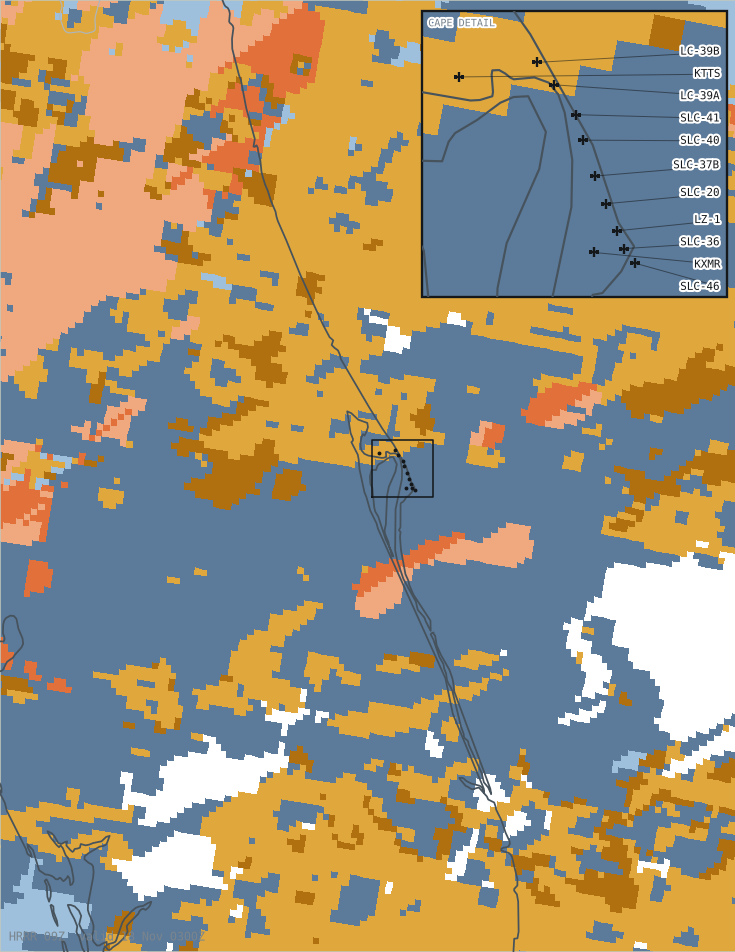 CAPE DETAIL
LC-39B
KTTS
LC-39A
SLC-41
SLC-40
SLC-37B
SLC-20
LZ-1
SLC-36
KXMR
SLC-46